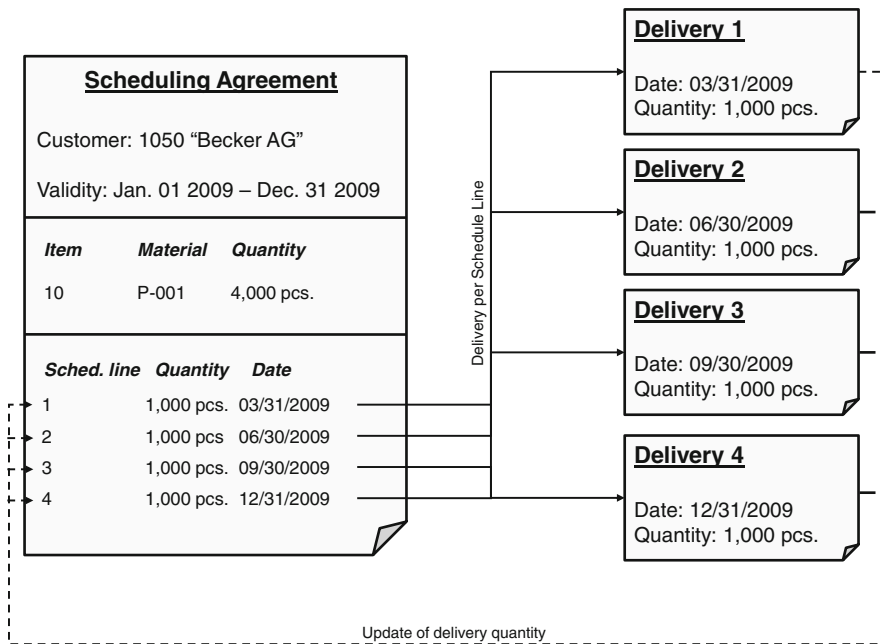 Scheduling Agreement
Customer: 1050 “Becker AG”
Validity: Jan. 01 2009 – Dec. 31 2009
Item Material Quantity
10 P-001 4,000 pcs.
Sched. line Quantity Date
1 1,000 pcs. 03/31/2009
2 1,000 pcs 06/30/2009
3 1,000 pcs. 09/30/2009
4 1,000 pcs. 12/31/2009
Delivery per Schedule Line
Delivery 1
Date: 03/31/2009
Quantity: 1,000 pcs.
Delivery 2
Date: 06/30/2009
Quantity: 1,000 pcs.
Delivery 3
Date: 09/30/2009
Quantity: 1,000 pcs.
Delivery 4
Date: 12/31/2009
Quantity: 1,000 pcs.
Update of delivery quantity